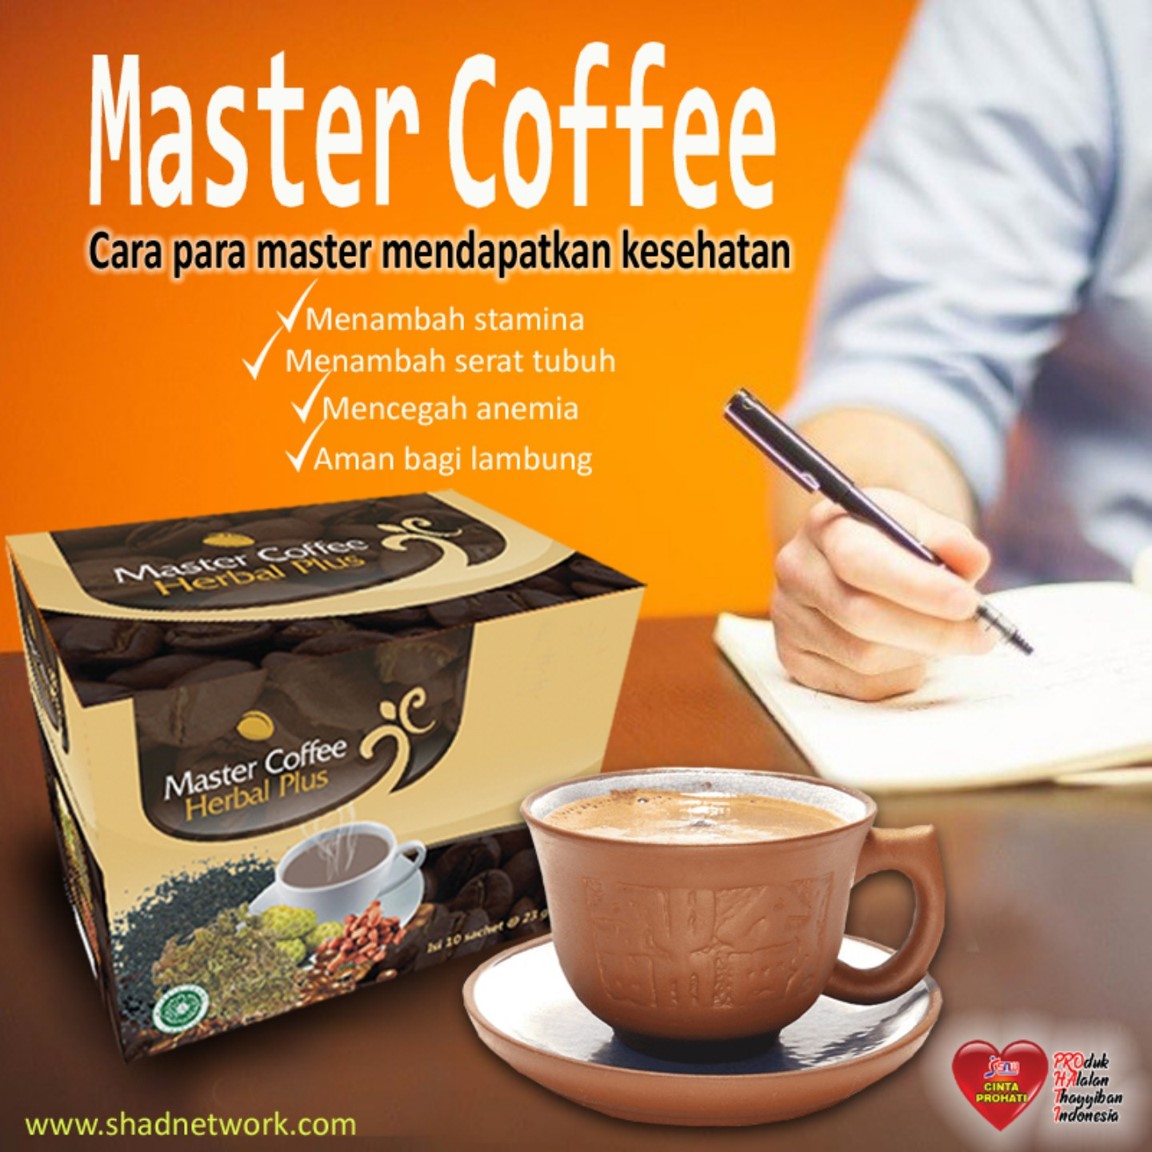 Master Coffee
Cara para master mendapatkan kesehatan
Menambah stamina
Menambah serat tubuh
Mencegah anemia
Aman bagi lambung
Master Coffee
Herbal Plus
Master Coffee
Herbal Plus
Isi 10 sachet @ 23 g
CINTA
PROHATI
PROduk
HAlalan
Thayyiban
Indonesia
www.shadnetwork.com